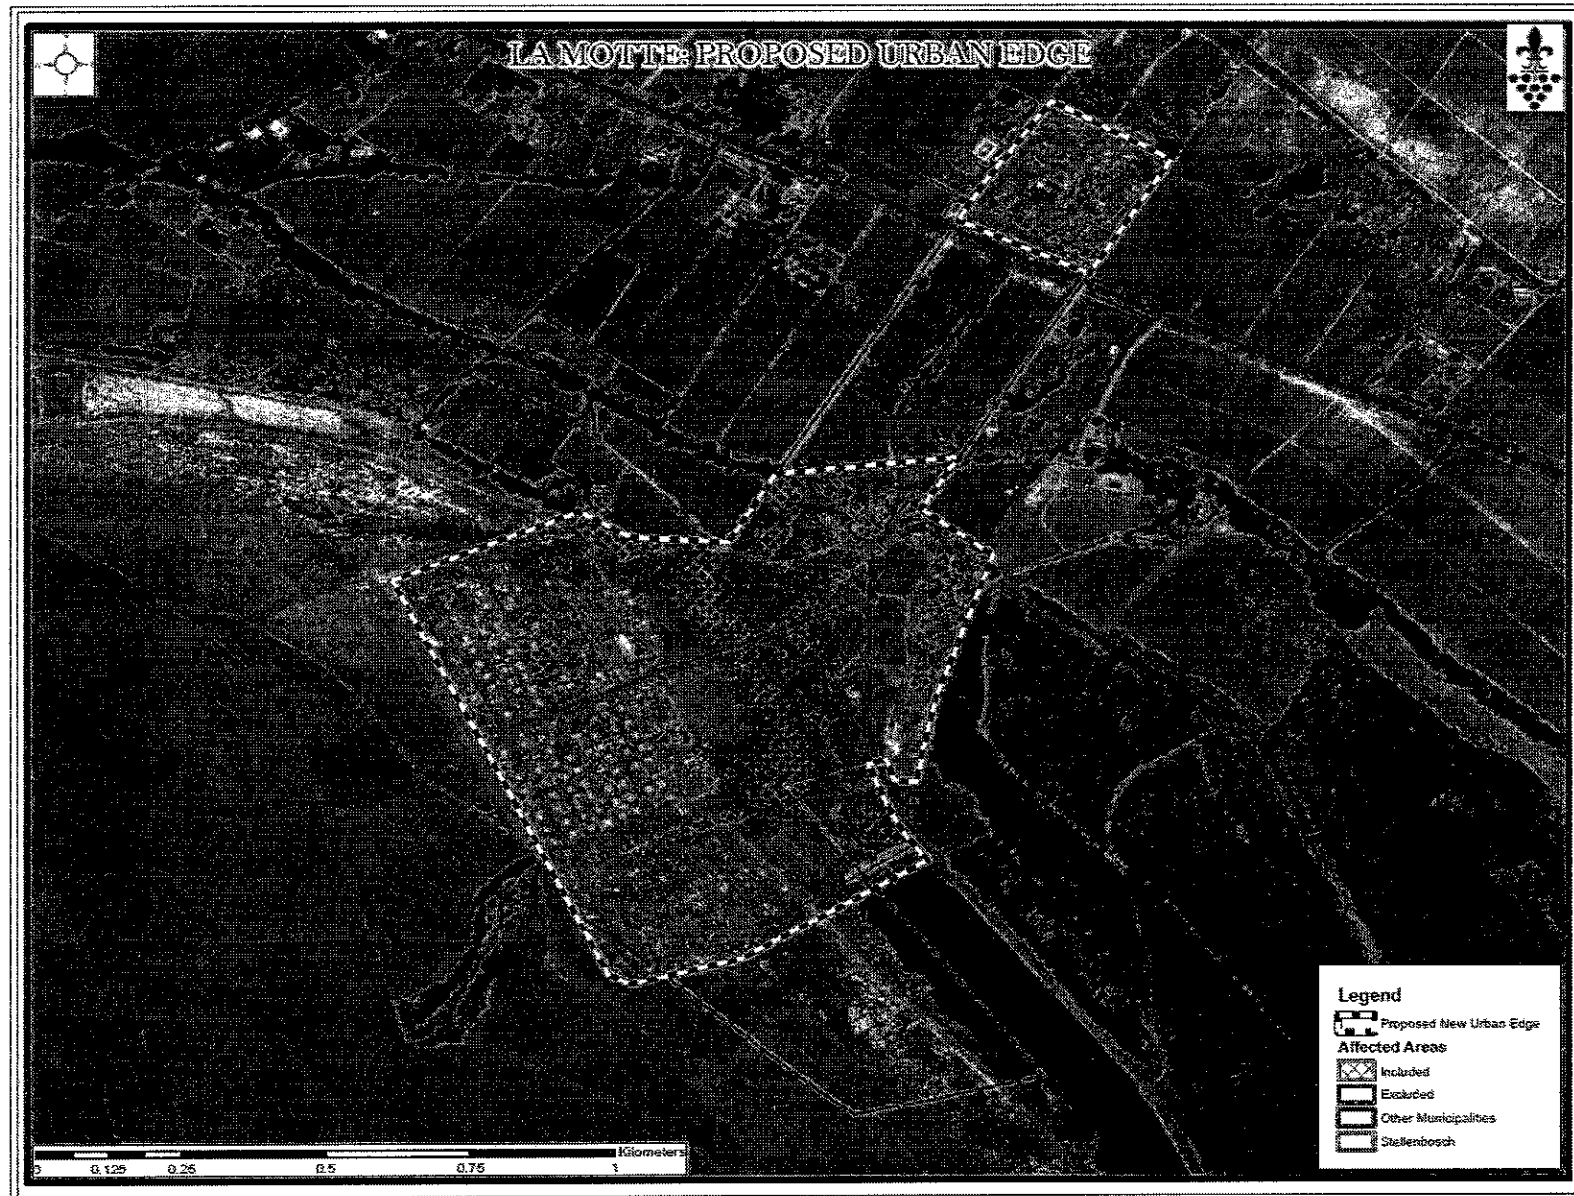 LA MOTTE: PROPOSED URBAN EDGE
Legend
Proposed New Urban Edge
Affected Areas
Included
Excluded
Other Municipalities
Stellenbosch
Kilometers
0 0.125 0.25 0.5 0.75 1